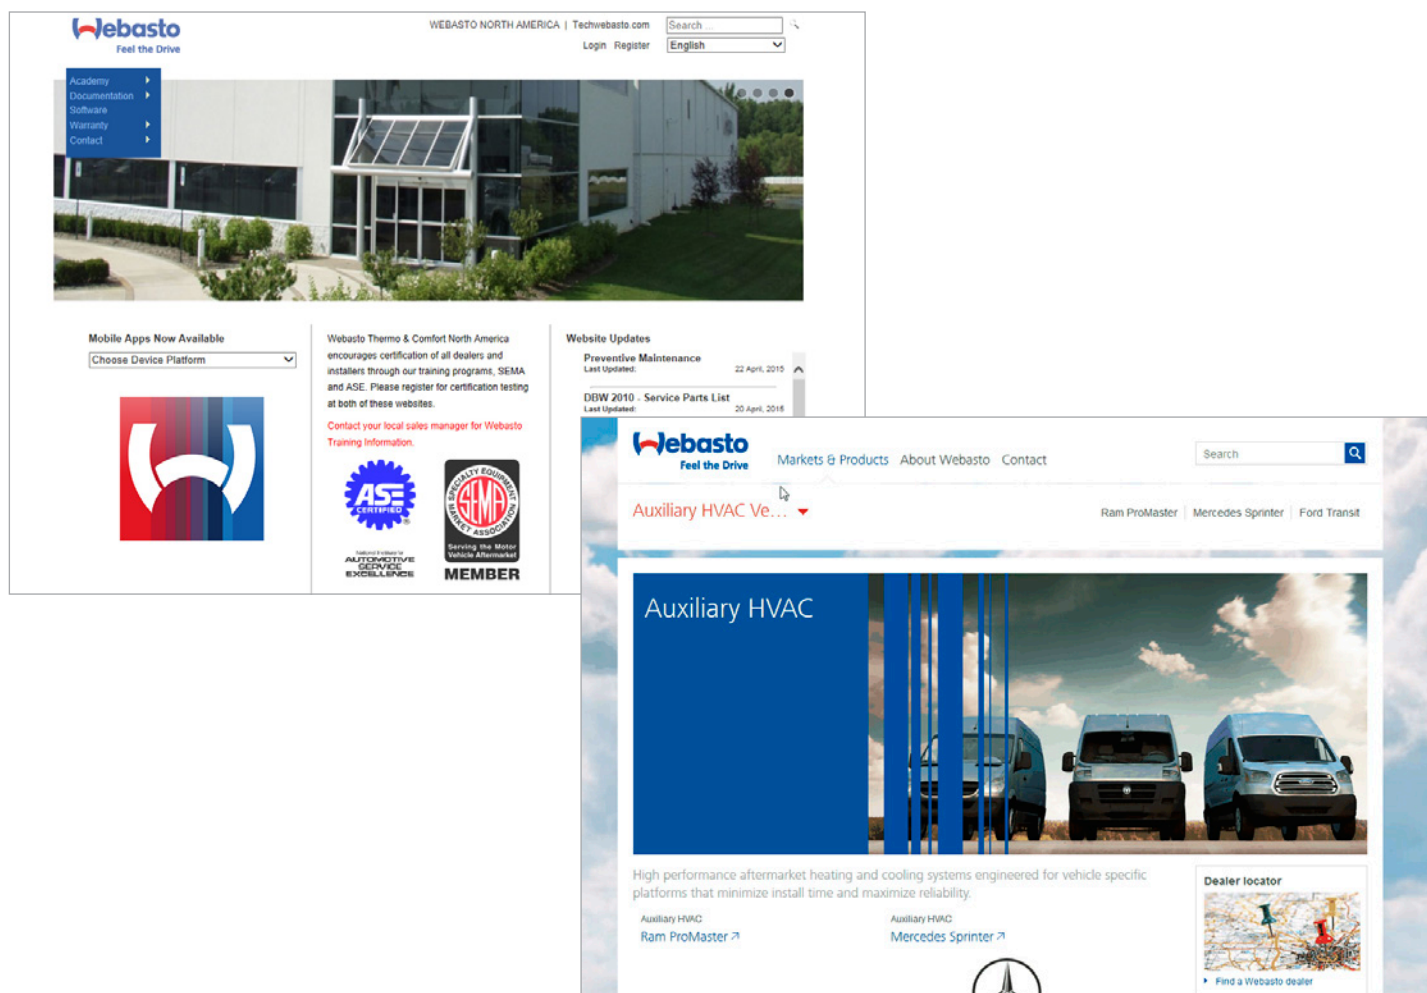 Webasto
Feel the Drive
WEBASTO NORTH AMERICA | Techwebasto.com
Search ...
Login Register
English
Academy
Documentation
Software
Warranty
Contact
Mobile Apps Now Available
Choose Device Platform
Webasto Thermo & Comfort North America
encourages certification of all dealers and
installers through our training programs, SEMA
and ASE. Please register for certification testing
at both of these websites.
Contact your local sales manager for Webasto
Training Information.
ASE
CERTIFIED
National Institute for
AUTOMOTIVE
SERVICE
EXCELLENCE
SPECIALTY EQUIPMENT
SEMA
MARKET ASSOCIATION
Serving the Motor
Vehicle Aftermarket
MEMBER
Website Updates
Preventive Maintenance
Last Updated: 22 April, 2015
DBW 2010 - Service Parts List
Last Updated: 20 April, 2015
Webasto
Feel the Drive
Markets & Products About Webasto Contact
Search
Auxiliary HVAC Ve...
Ram ProMaster | Mercedes Sprinter | Ford Transit
Auxiliary HVAC
High performance aftermarket heating and cooling systems engineered for vehicle specific
platforms that minimize install time and maximize reliability.
Auxiliary HVAC
Ram ProMaster
Auxiliary HVAC
Mercedes Sprinter
Dealer locator
Find a Webasto dealer